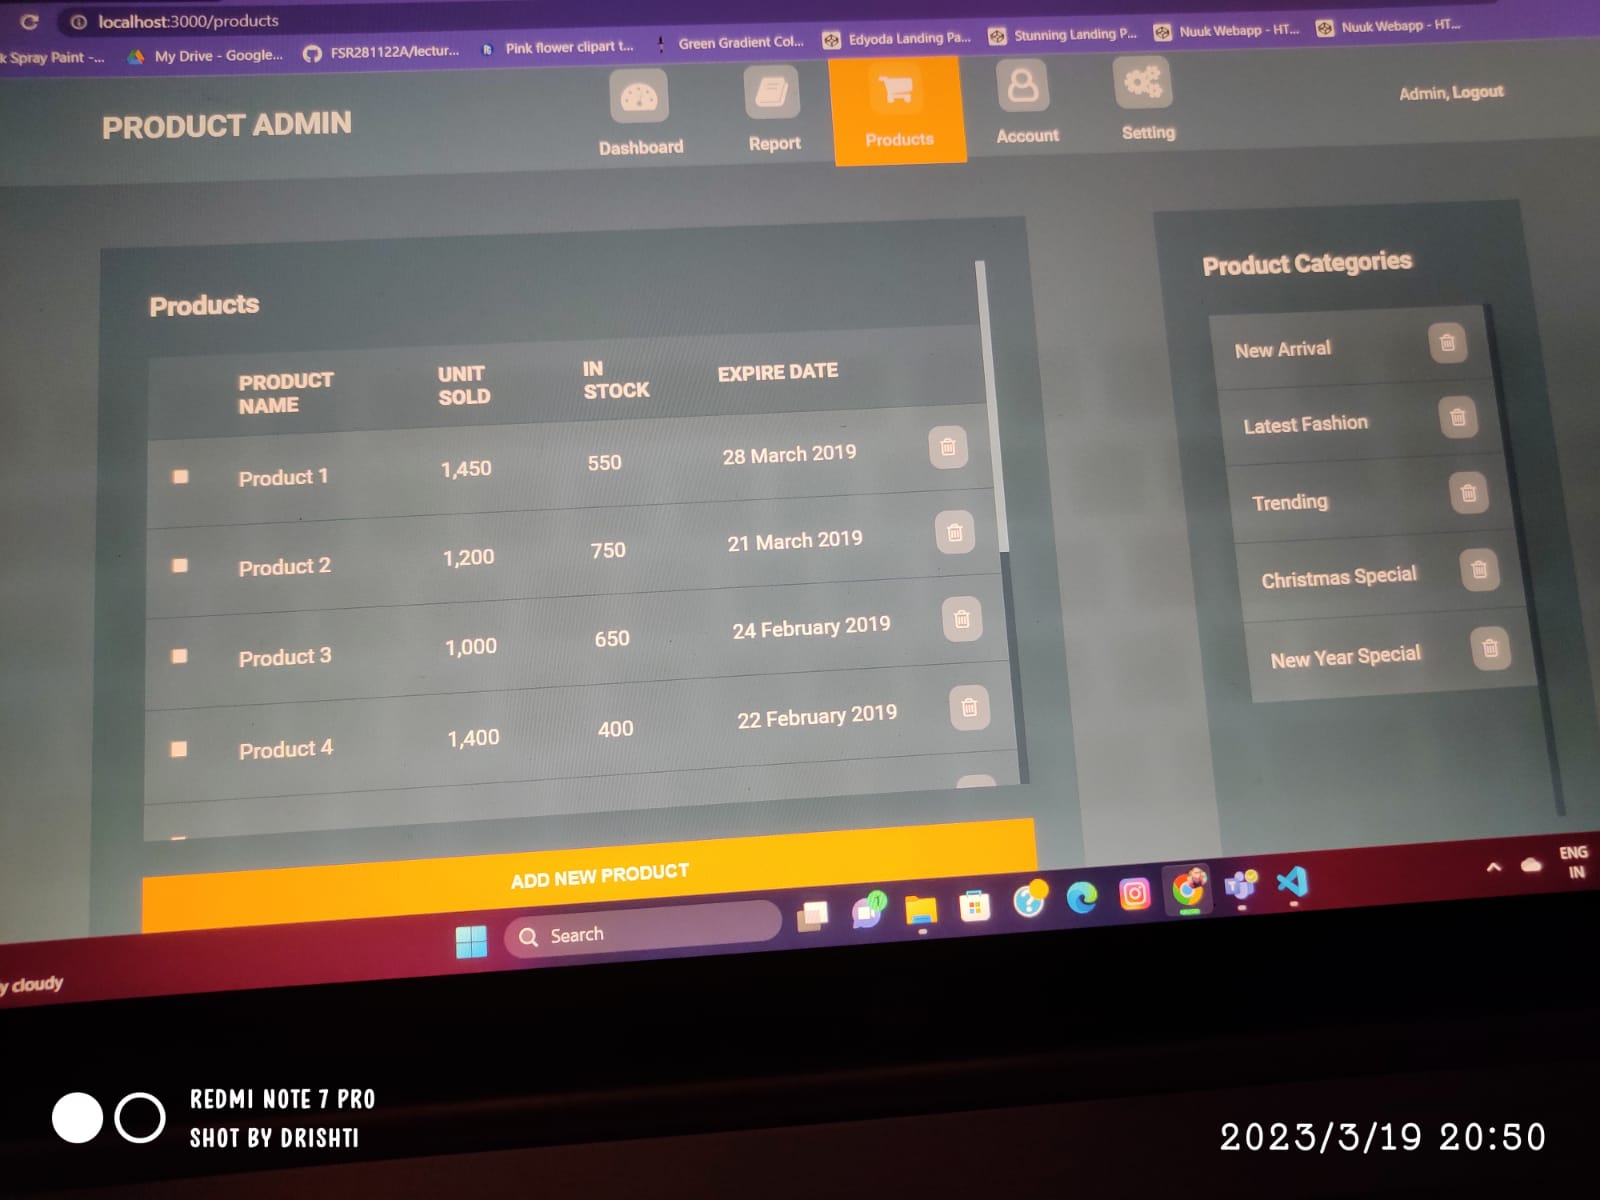 localhost:3000/products
k Spray Paint -...
My Drive - Google...
FSR281122A/lectur...
Pink flower clipart t...
Green Gradient Col...
Edyoda Landing Pa...
Stunning Landing P...
Nuuk Webapp - HT...
Nuuk Webapp - HT...
PRODUCT ADMIN
Dashboard
Report
Products
Account
Setting
Admin, Logout
Products
PRODUCT NAME
UNIT SOLD
IN STOCK
EXPIRE DATE
Product 1 1,450 550 28 March 2019
Product 2 1,200 750 21 March 2019
Product 3 1,000 650 24 February 2019
Product 4 1,400 400 22 February 2019
ADD NEW PRODUCT
Product Categories
New Arrival
Latest Fashion
Trending
Christmas Special
New Year Special
y cloudy
Search
ENG
IN
REDMI NOTE 7 PRO
SHOT BY DRISHTI
2023/3/19 20:50